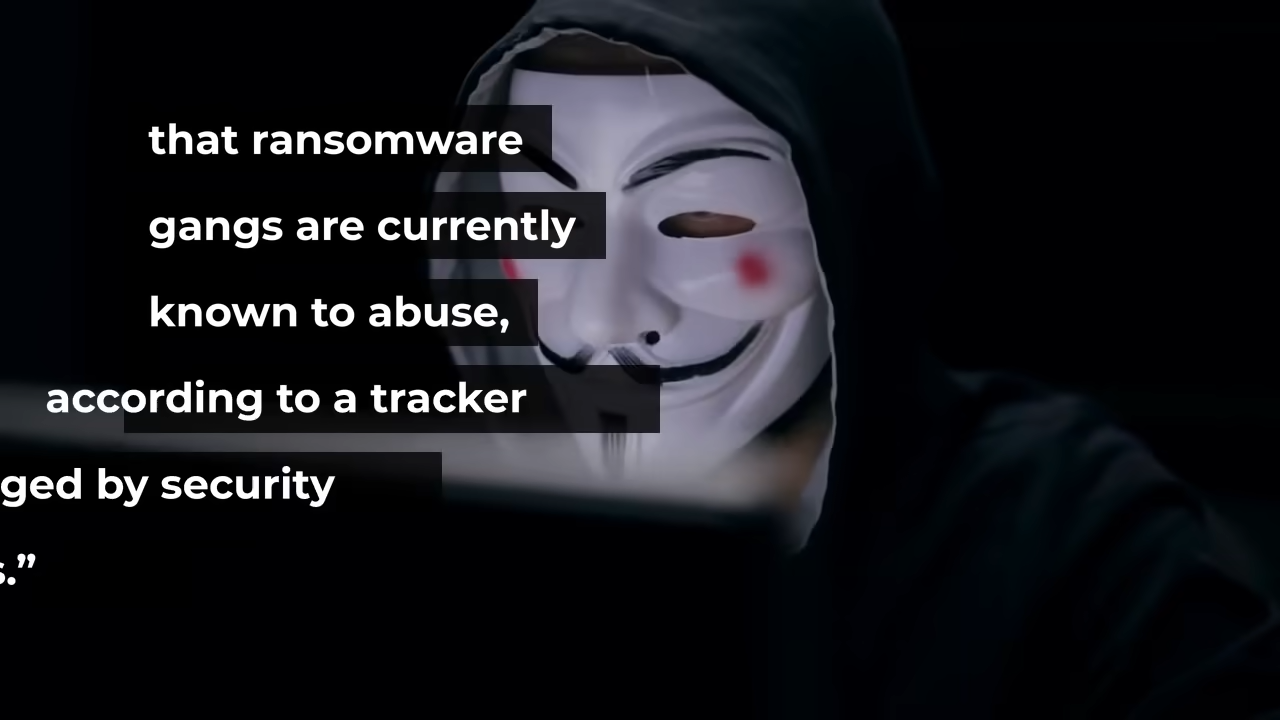 that ransomware
gangs are currently
known to abuse,
according to a tracker
ged by security
s.”